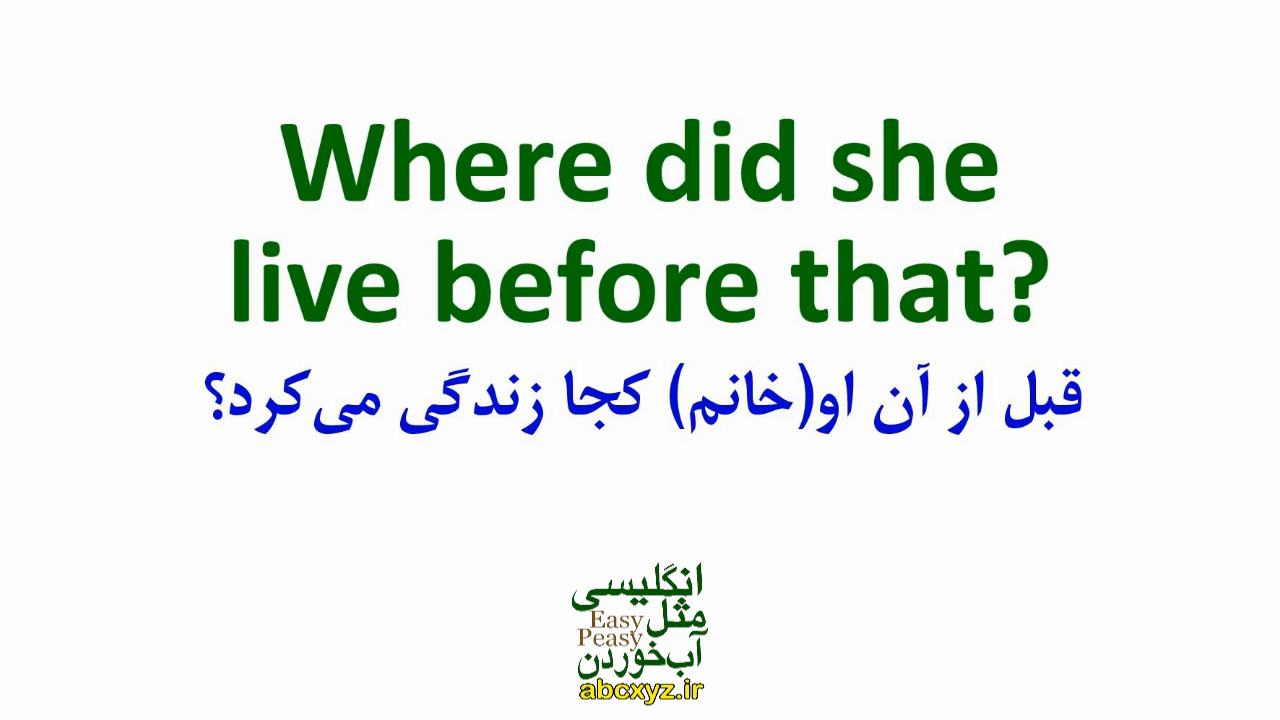 Where did she
live before that?
قبل از آن او(خانم) کجا زندگی می‌کرد؟
انگلیسی
مثل
Easy
Peasy
آب‌خوردن
abcxyz.ir